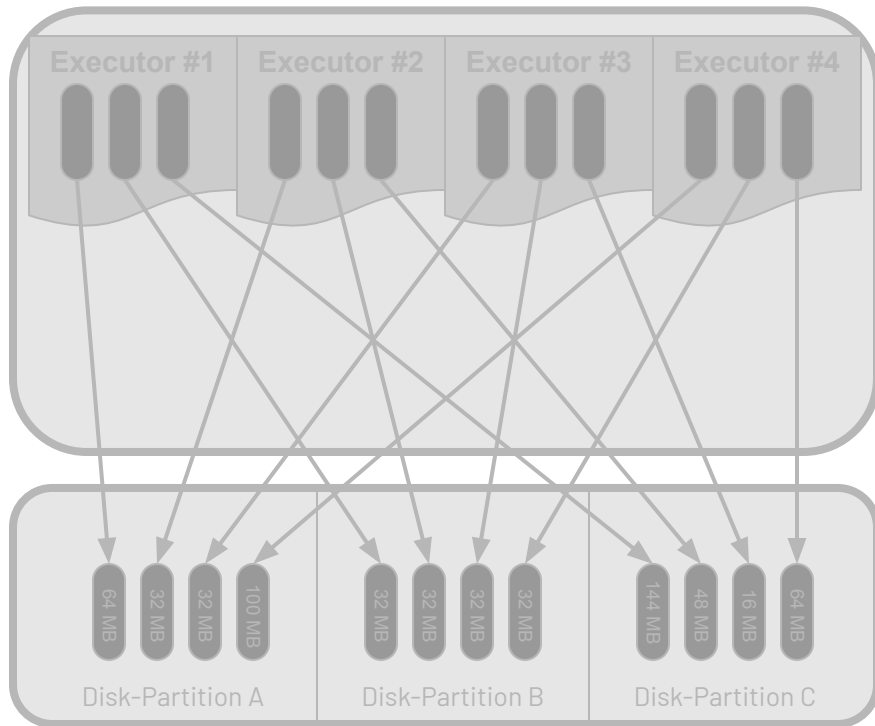 Executor #1
Executor #2
Executor #3
Executor #4
64 MB
32 MB
32 MB
100 MB
32 MB
32 MB
32 MB
32 MB
144 MB
48 MB
16 MB
64 MB
Disk-Partition A
Disk-Partition B
Disk-Partition C